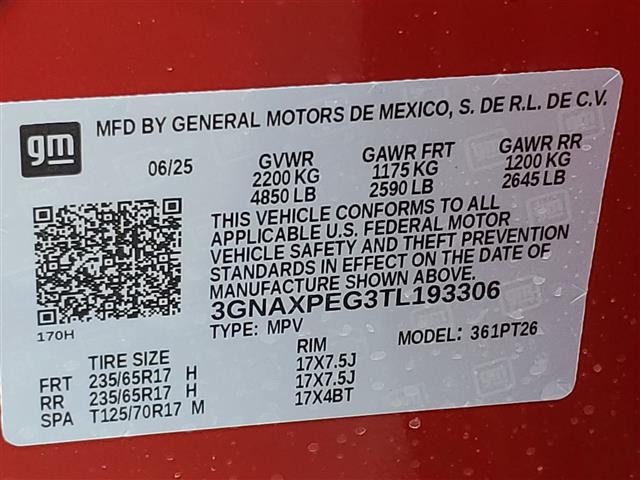 gm
MFD BY GENERAL MOTORS DE MEXICO, S. DE R.L. DE C.V.
06/25 GVWR GAWR FRT GAWR RR
2200 KG 1175 KG 1200 KG
4850 LB 2590 LB 2645 LB
THIS VEHICLE CONFORMS TO ALL
APPLICABLE U.S. FEDERAL MOTOR
VEHICLE SAFETY AND THEFT PREVENTION
STANDARDS IN EFFECT ON THE DATE OF
MANUFACTURE SHOWN ABOVE.
3GNAXPEG3TL193306
170H
TYPE: MPV MODEL: 361PT26
TIRE SIZE RIM
FRT 235/65R17 H 17X7.5J
RR 235/65R17 H 17X7.5J
SPA T125/70R17 M 17X4BT